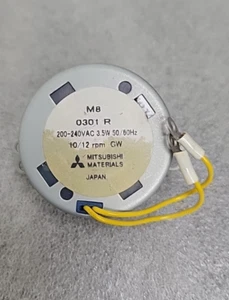 M8
0301 R
200-240VAC 3.5W 50/60Hz
10/12 rpm CW
MITSUBISHI
MATERIALS
JAPAN